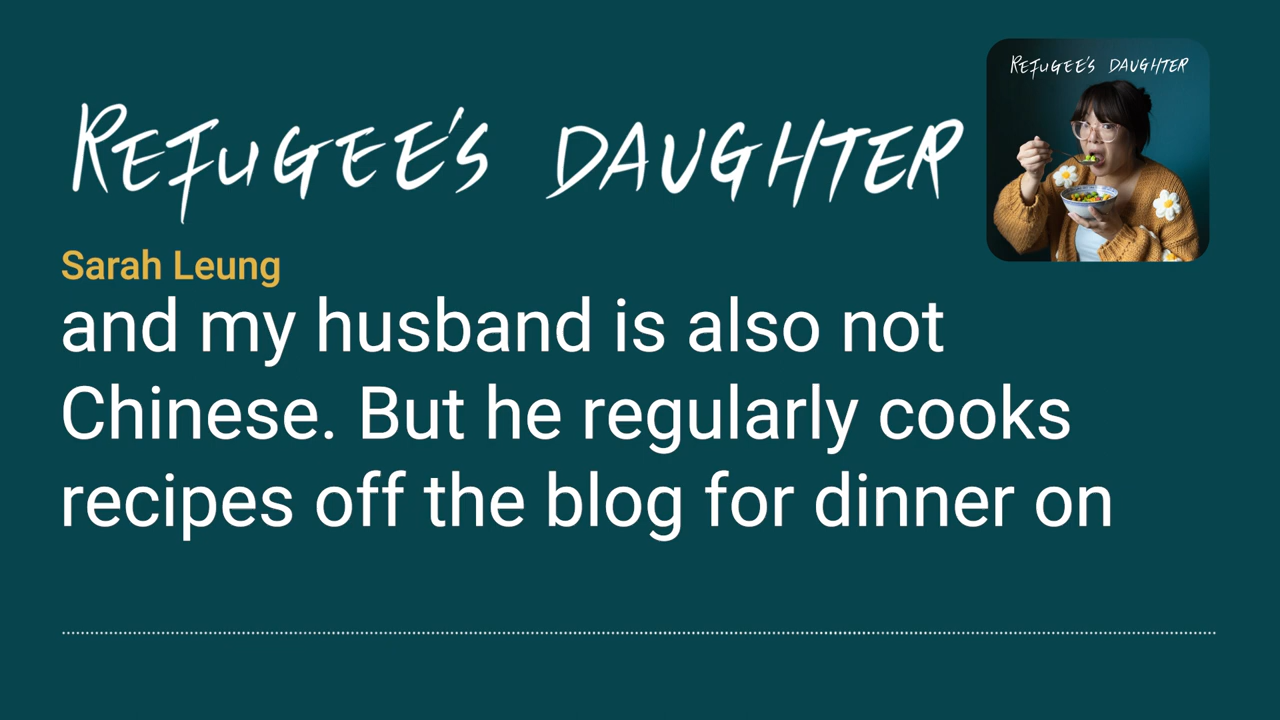 REFUGEE'S DAUGHTER
REFUGEE'S DAUGHTER
Sarah Leung
and my husband is also not
Chinese. But he regularly cooks
recipes off the blog for dinner on